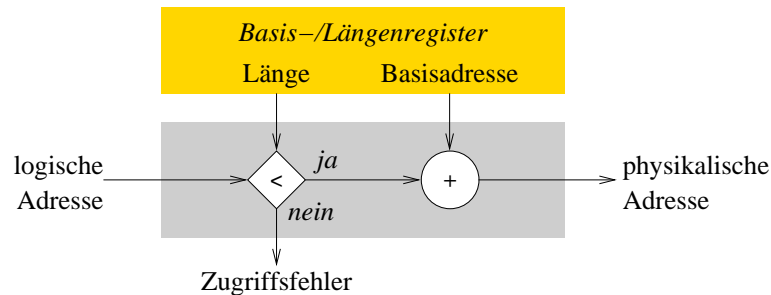 Basis–/Längenregister
Länge
Basisadresse
logische
Adresse
<
ja
nein
+
physikalische
Adresse
Zugriffsfehler